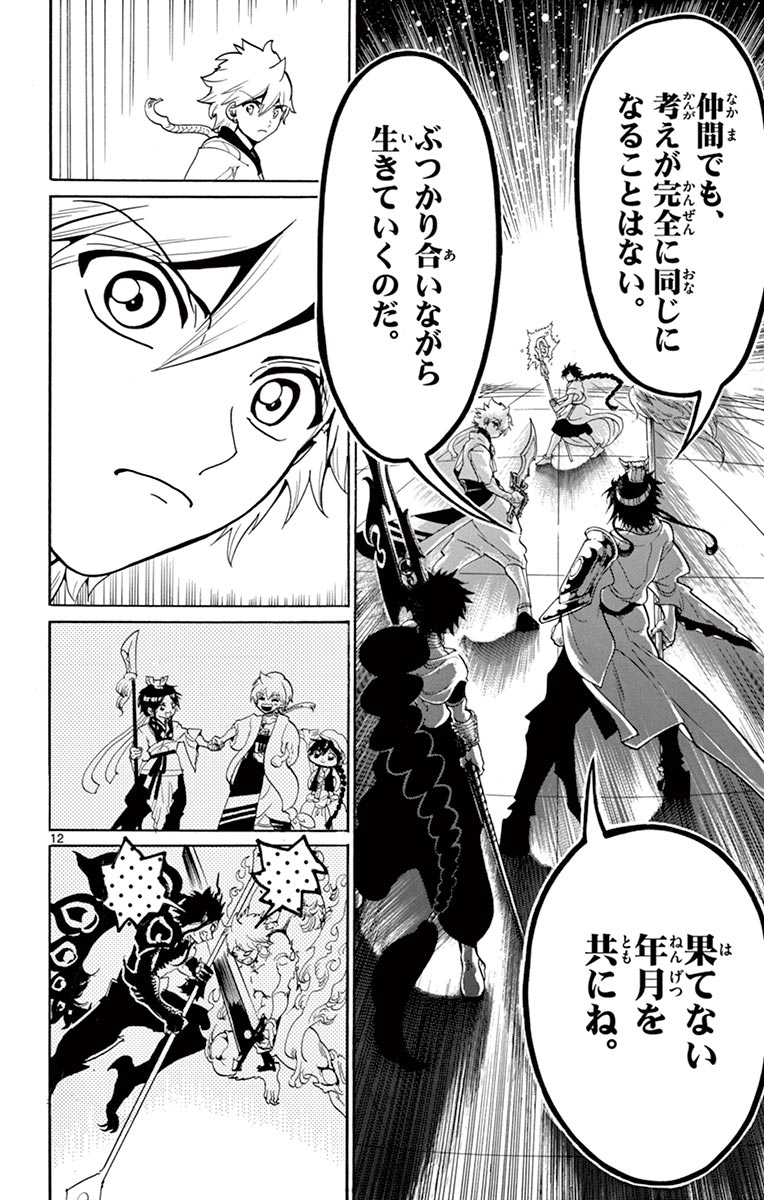 仲間でも、
考えが完全に同じに
なることはない。
ぶつかり合いながら
生きていくのだ。
果てない
年月を
共にね。
12